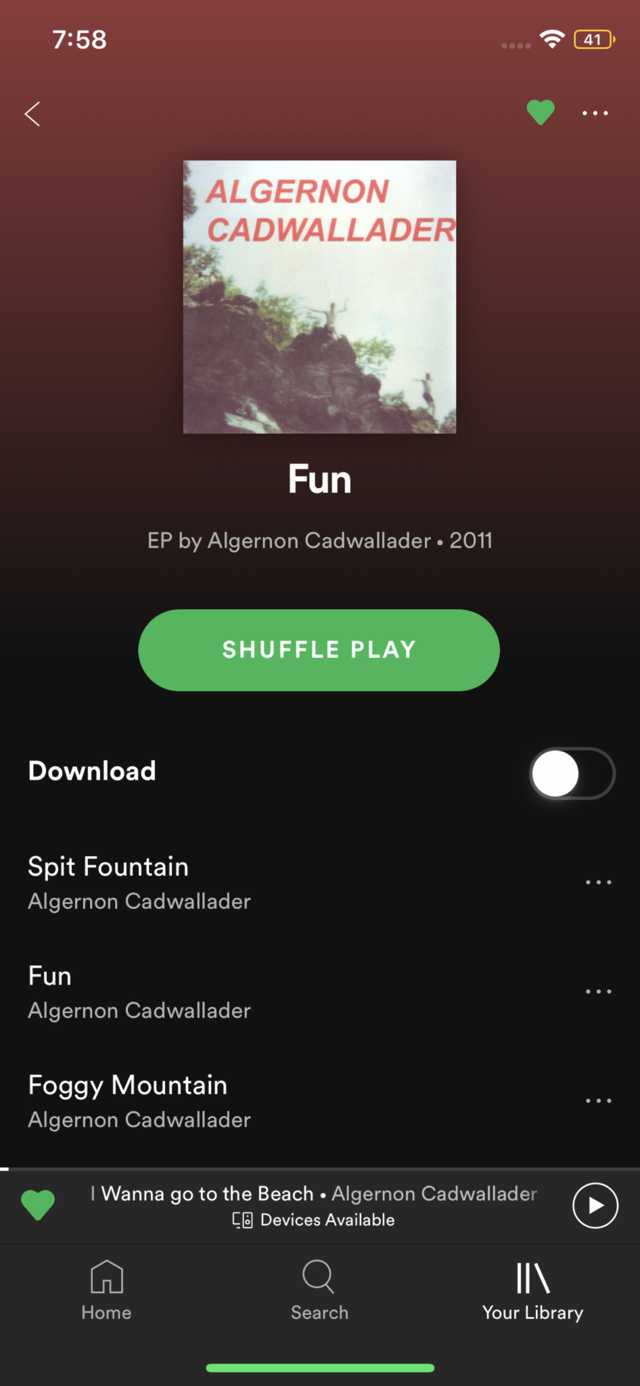 7:58
41
ALGERNON
CADWALLADER
Fun
EP by Algernon Cadwallader • 2011
SHUFFLE PLAY
Download
Spit Fountain
Algernon Cadwallader
Fun
Algernon Cadwallader
Foggy Mountain
Algernon Cadwallader
I Wanna go to the Beach • Algernon Cadwallader
Devices Available
Home
Search
Your Library